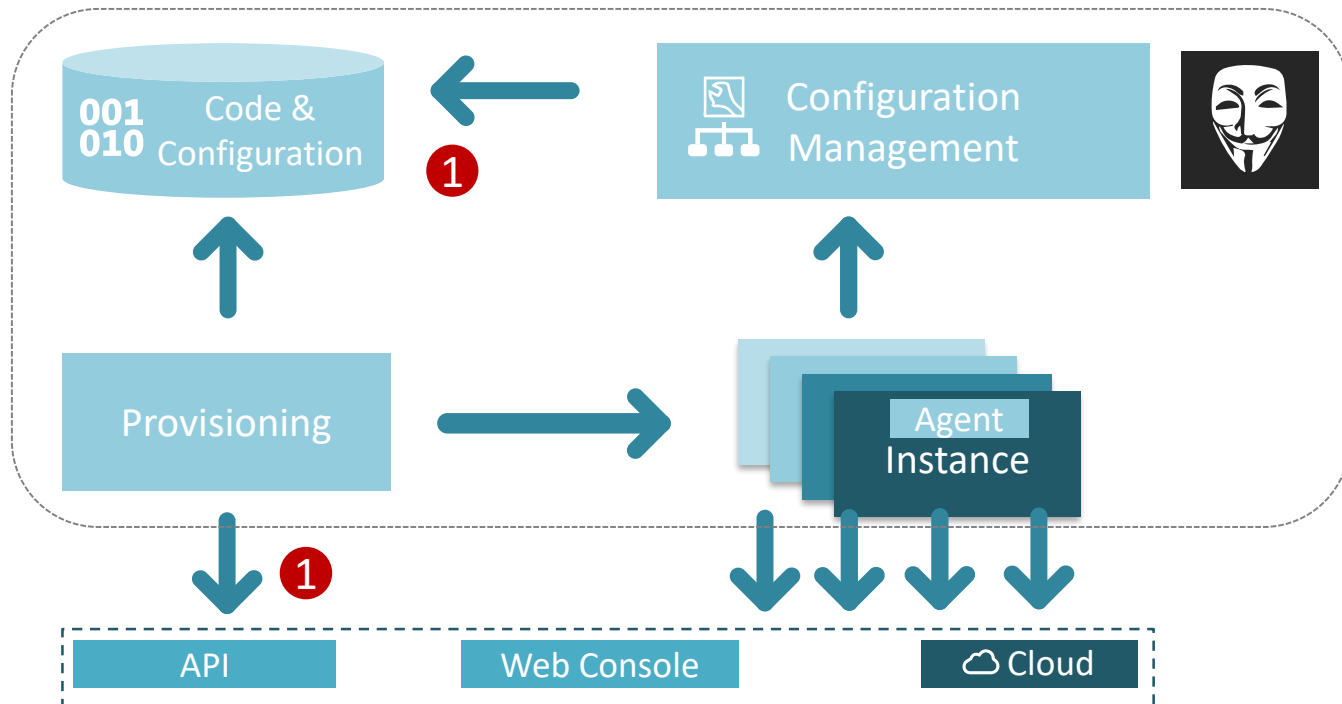 001
010
Code &
Configuration
1
Configuration
Management
Provisioning
Agent
Instance
1
API
Web Console
Cloud